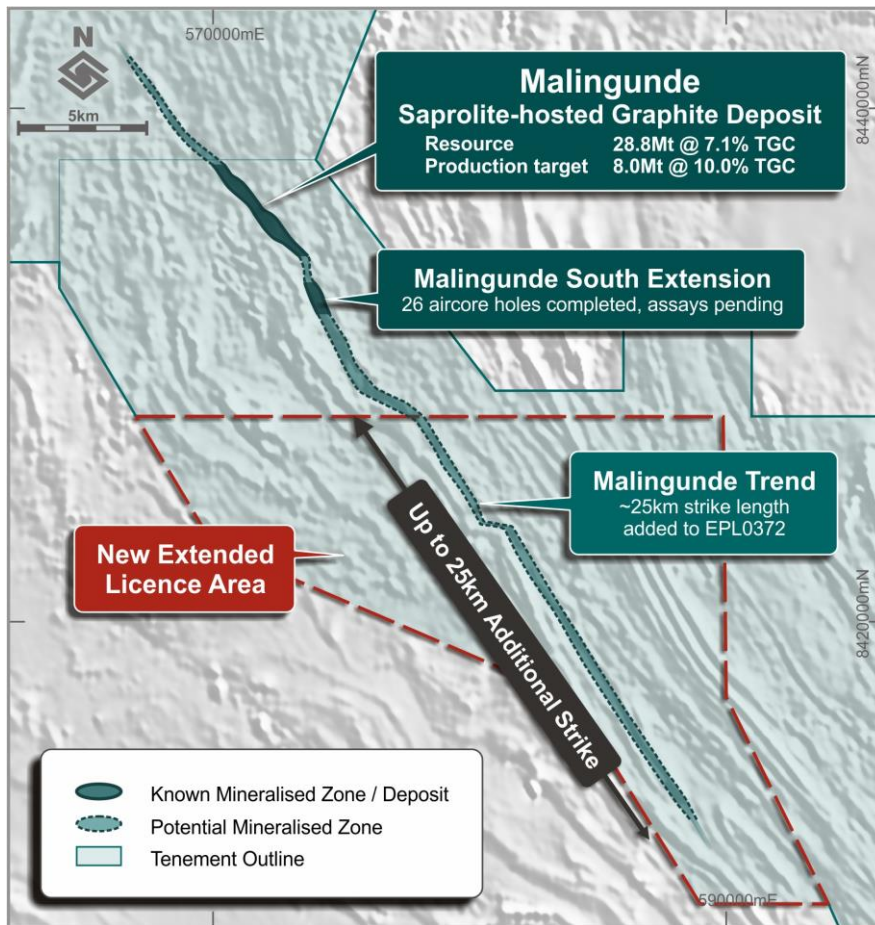 570000mE
N
5km
8440000mN
Malingunde
Saprolite-hosted Graphite Deposit
Resource 28.8Mt @ 7.1% TGC
Production target 8.0Mt @ 10.0% TGC
Malingunde South Extension
26 aircore holes completed, assays pending
Malingunde Trend
~25km strike length
added to EPL0372
New Extended
Licence Area
Up to 25km Additional Strike
8420000mN
Known Mineralised Zone / Deposit
Potential Mineralised Zone
Tenement Outline
590000mE